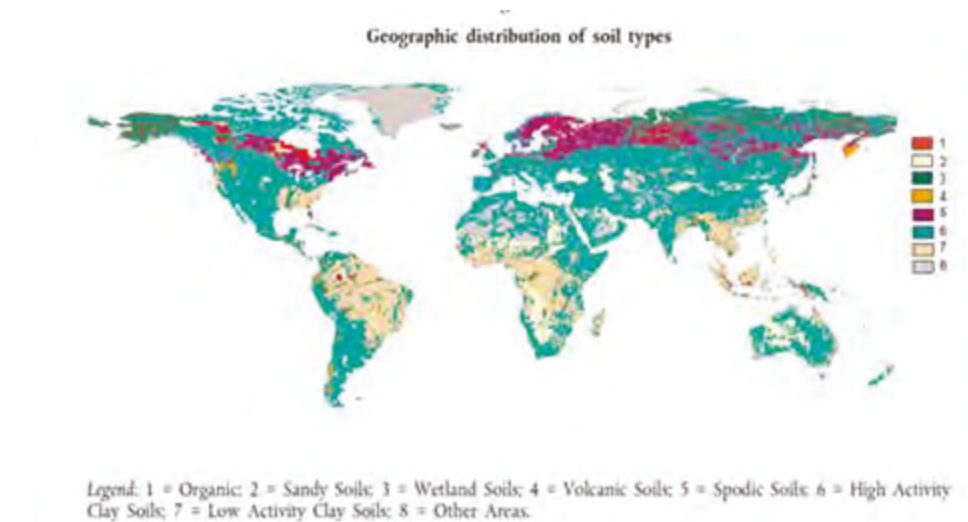 Geographic distribution of soil types
1
2
3
4
5
6
7
8
Legend: 1 = Organic; 2 = Sandy Soils; 3 = Wetland Soils; 4 = Volcanic Soils; 5 = Spodic Soils; 6 = High Activity
Clay Soils; 7 = Low Activity Clay Soils; 8 = Other Areas.